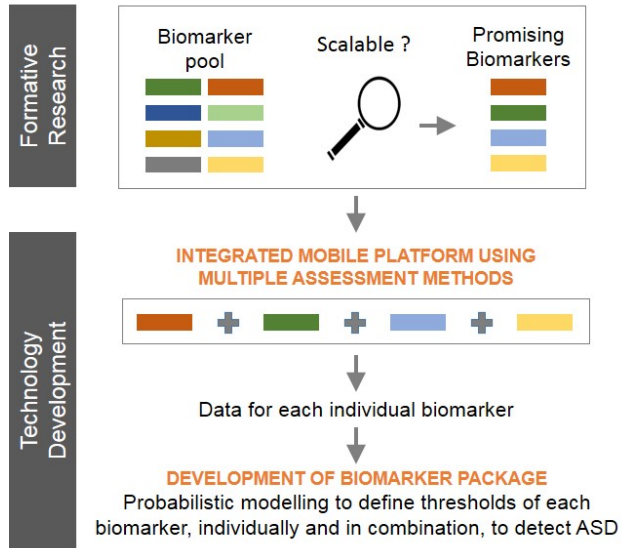 Formative
Research
Biomarker
pool
Scalable ?
Promising
Biomarkers
Technology
Development
INTEGRATED MOBILE PLATFORM USING
MULTIPLE ASSESSMENT METHODS
Data for each individual biomarker
DEVELOPMENT OF BIOMARKER PACKAGE
Probabilistic modelling to define thresholds of each
biomarker, individually and in combination, to detect ASD